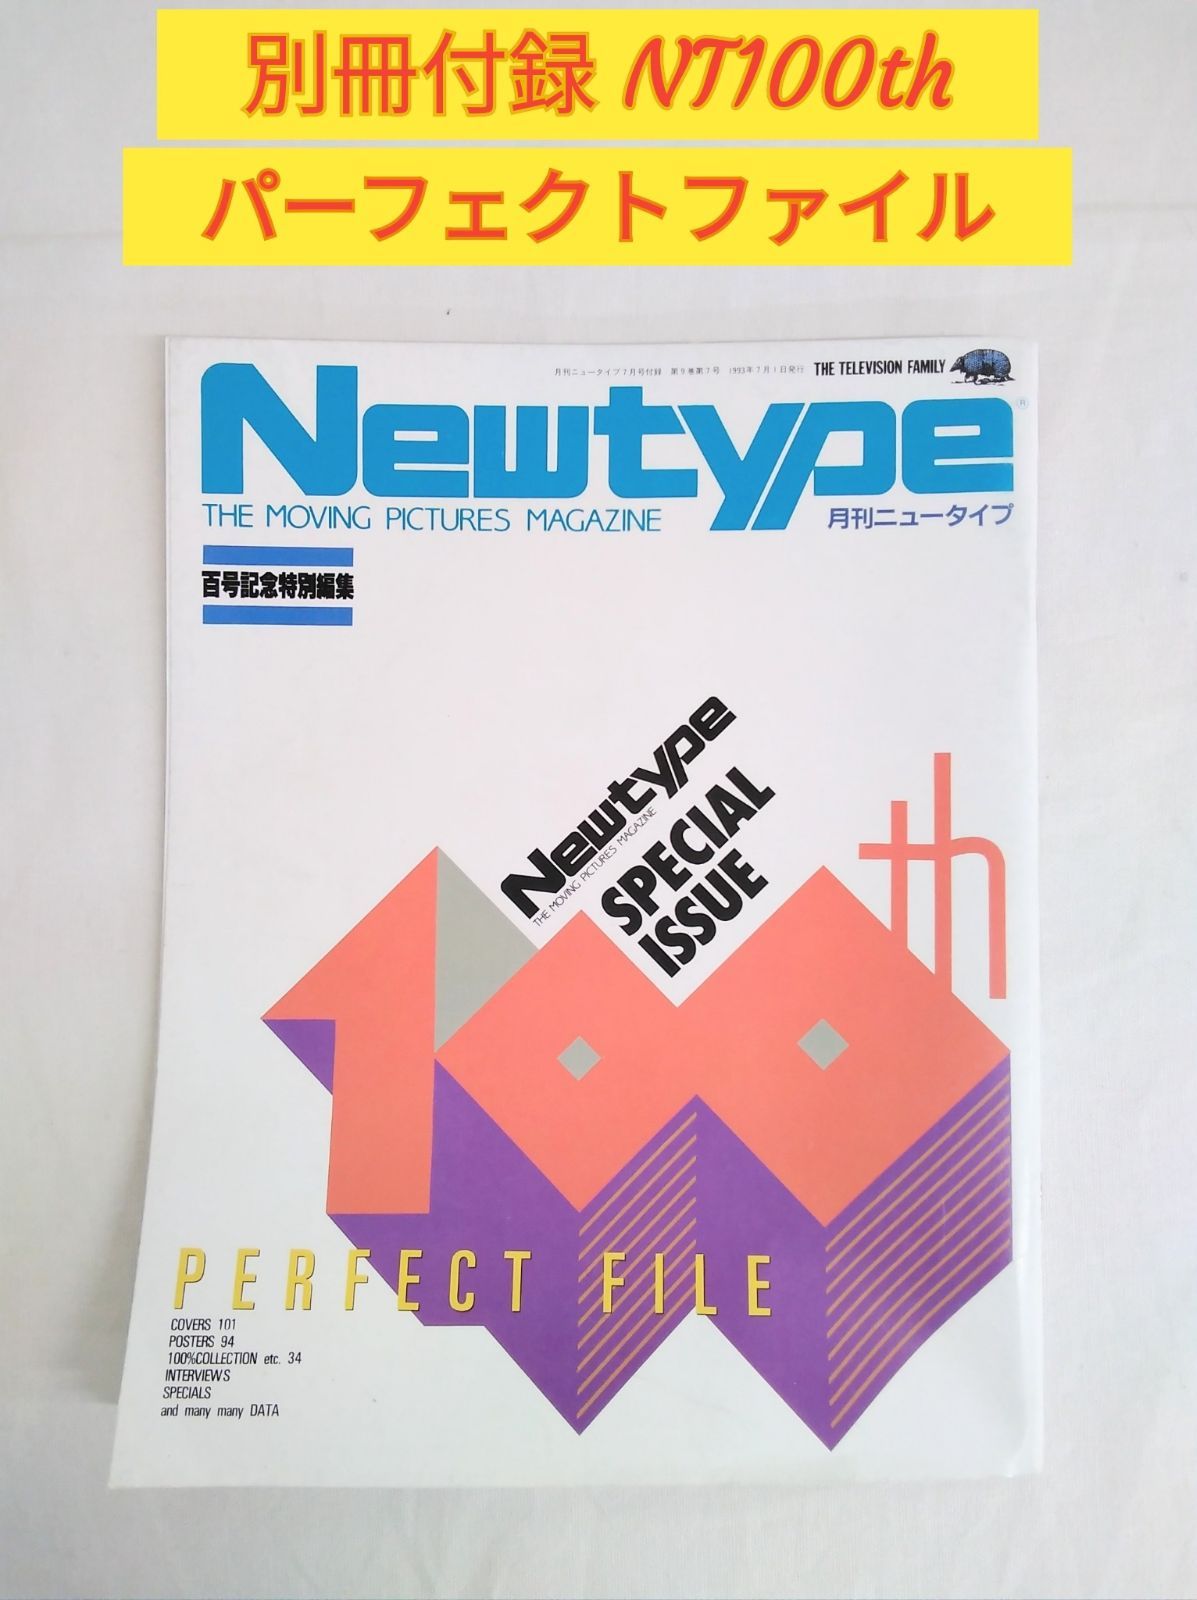 別冊付録 NT100th
パーフェクトファイル
月刊ニュータイプ7月号付録 第9巻第7号 1993年7月1日発行 THE TELEVISION FAMILY
Newtype®
THE MOVING PICTURES MAGAZINE 月刊ニュータイプ
百号記念特別編集
Newtype
THE MOVING PICTURES MAGAZINE
SPECIAL
ISSUE
100th
PERFECT FILE
COVERS 101
POSTERS 94
100%COLLECTION etc. 34
INTERVIEWS
SPECIALS
and many many DATA